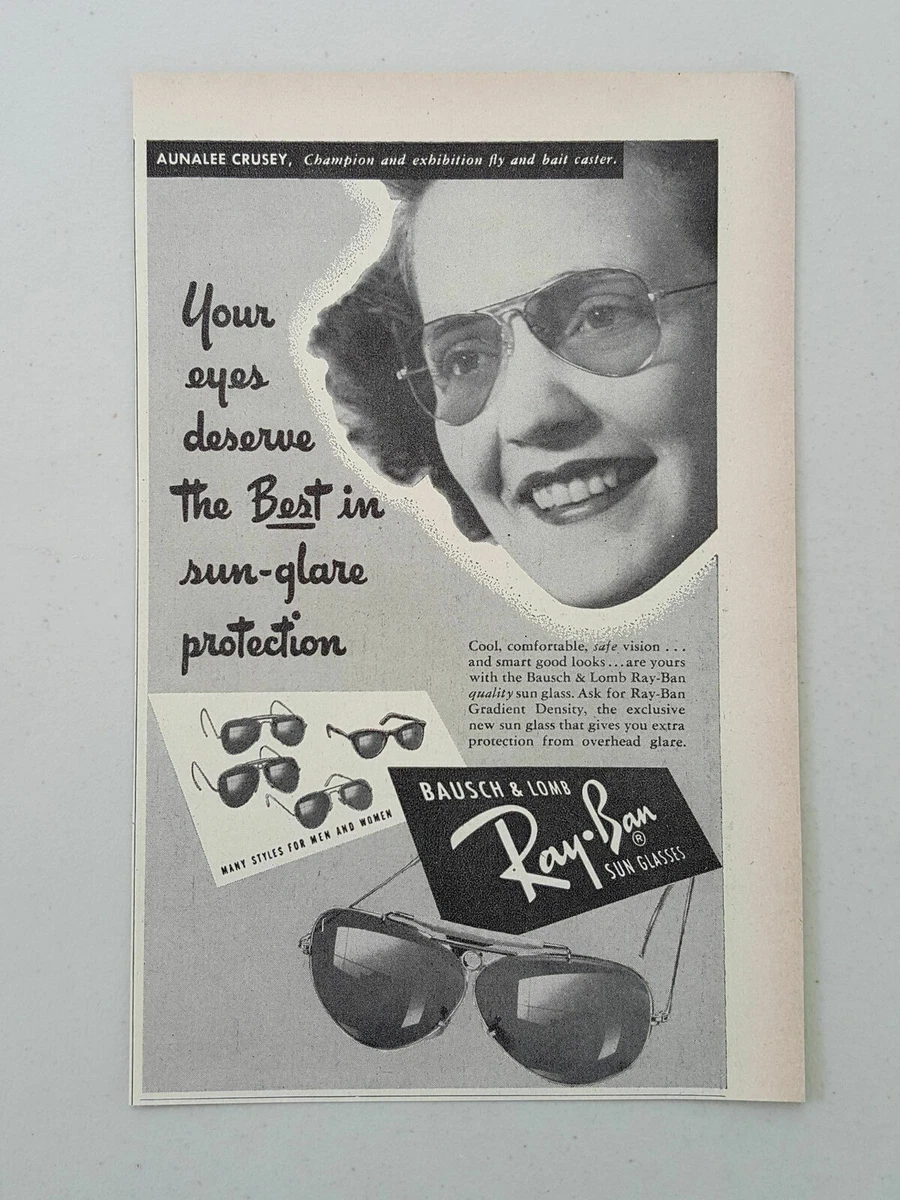 AUNALEE CRUSEY, Champion and exhibition fly and bait caster.
Your
eyes
deserve
the Best in
sun-glare
protection
Cool, comfortable, safe vision . . .
and smart good looks . . . are yours
with the Bausch & Lomb Ray-Ban
quality sun glass. Ask for Ray-Ban
Gradient Density, the exclusive
new sun glass that gives you extra
protection from overhead glare.
MANY STYLES FOR MEN AND WOMEN
BAUSCH & LOMB
Ray·Ban®
SUN GLASSES